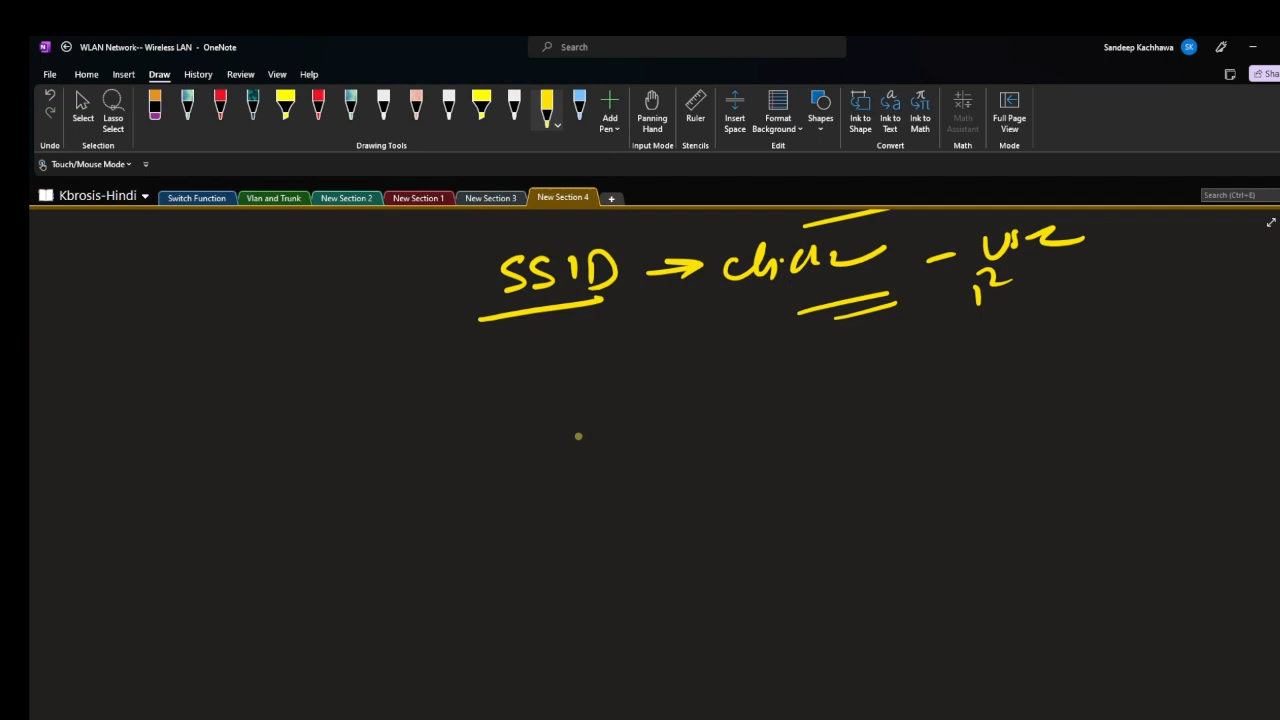 WLAN Network-- Wireless LAN - OneNote
Search
Sandeep Kachhawa SK
File Home Insert Draw History Review View Help
Sha
Select
Lasso Select
Add Pen
Panning Hand
Ruler
Insert Space
Format Background
Shapes
Ink to Shape
Ink to Text
Ink to Math
Math Assistant
Full Page View
Undo Selection Drawing Tools Input Mode Stencils Edit Convert Math Mode
Touch/Mouse Mode
Kbrosis-Hindi Switch Function Vlan and Trunk New Section 2 New Section 1 New Section 3 New Section 4 +
Search (Ctrl+E)
SSID →